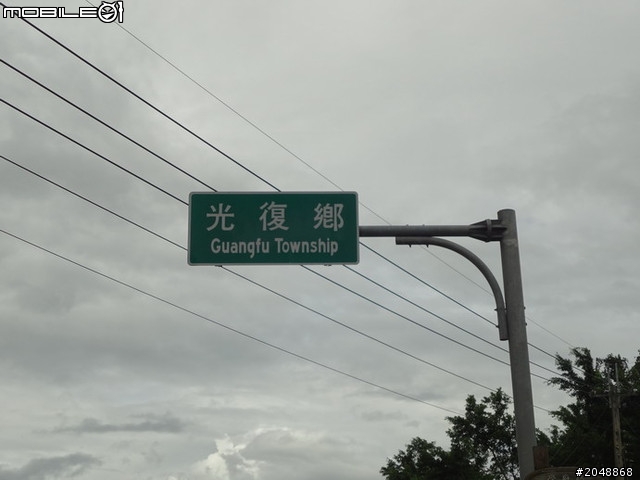 MOBILE01
光復鄉
Guangfu Township
#2048868